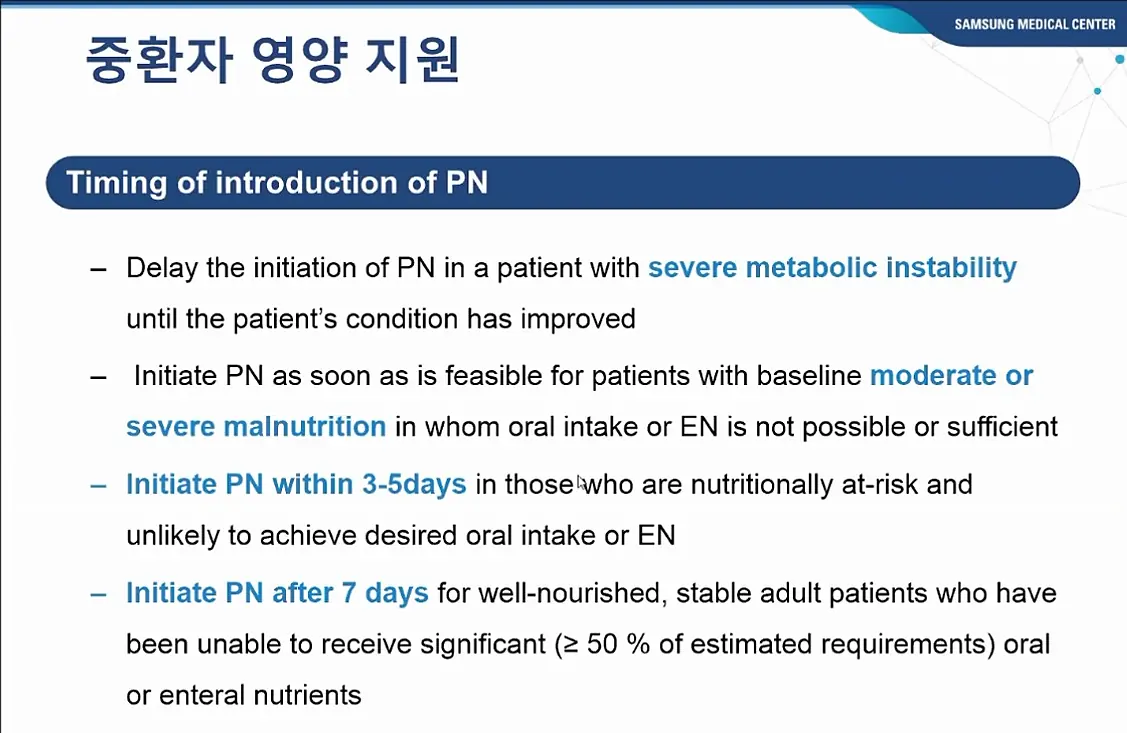 SAMSUNG MEDICAL CENTER
중환자 영양 지원
Timing of introduction of PN
– Delay the initiation of PN in a patient with severe metabolic instability
until the patient's condition has improved
– Initiate PN as soon as is feasible for patients with baseline moderate or
severe malnutrition in whom oral intake or EN is not possible or sufficient
– Initiate PN within 3-5days in those who are nutritionally at-risk and
unlikely to achieve desired oral intake or EN
– Initiate PN after 7 days for well-nourished, stable adult patients who have
been unable to receive significant (≥ 50 % of estimated requirements) oral
or enteral nutrients